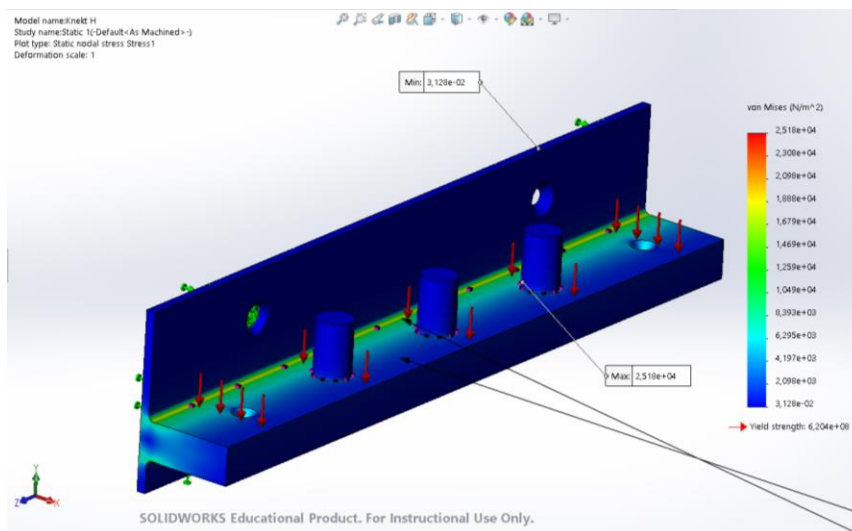 Model name:Knekt H
Study name:Static 1(-Default<As Machined>-)
Plot type: Static nodal stress Stress1
Deformation scale: 1
Min: 3,128e-02
von Mises (N/m^2)
2,518e+04
2,308e+04
2,098e+04
1,888e+04
1,679e+04
1,469e+04
1,259e+04
1,049e+04
8,393e+03
6,295e+03
4,197e+03
2,098e+03
3,128e-02
Yield strength: 6,204e+08
Max: 2,518e+04
Y
Z
X
SOLIDWORKS Educational Product. For Instructional Use Only.